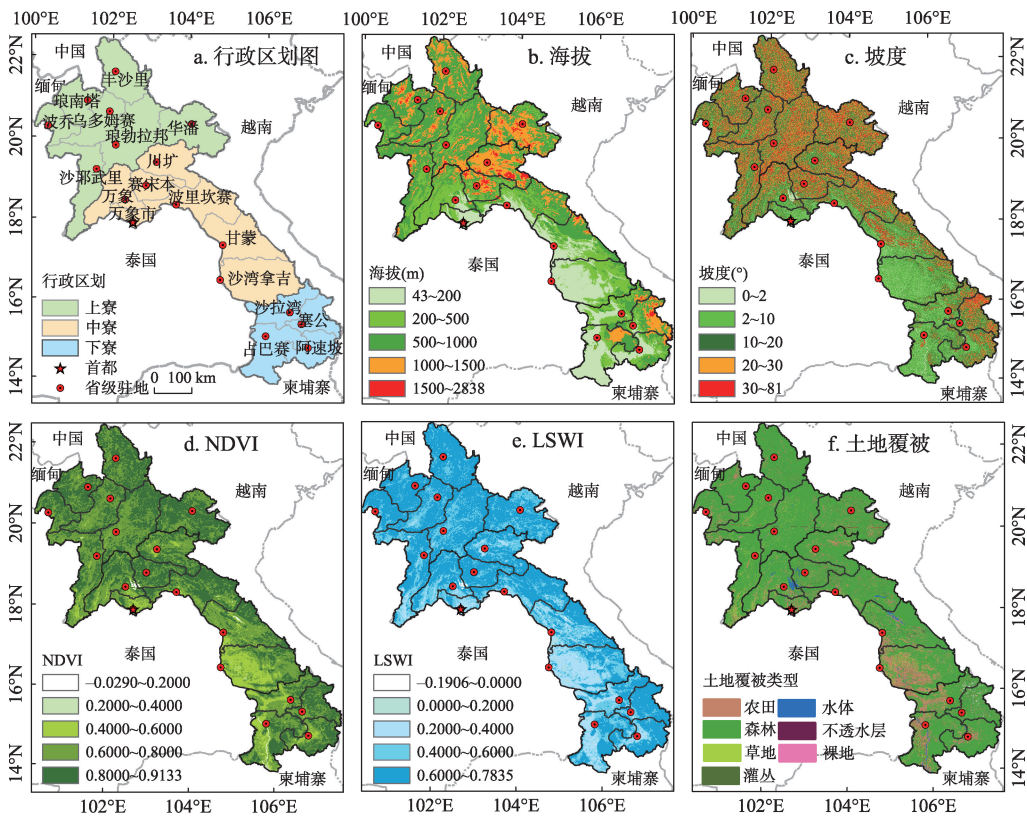 100°E 102°E 104°E 106°E 100°E 102°E 104°E 106°E 100°E 102°E 104°E 106°E
a. 行政区划图
中国
缅甸
越南
泰国
柬埔寨
丰沙里
琅南塔
波乔
乌多姆赛
琅勃拉邦
华潘
川圹
沙耶武里
赛宋本
万象
万象市
波里坎赛
甘蒙
沙湾拿吉
沙拉湾
塞公
占巴赛
阿速坡
行政区划
上寮
中寮
下寮
首都
省级驻地
0 100 km
22°N
20°N
18°N
16°N
14°N
b. 海拔
中国
缅甸
越南
泰国
柬埔寨
海拔(m)
43~200
200~500
500~1000
1000~1500
1500~2838
c. 坡度
中国
缅甸
越南
泰国
柬埔寨
坡度(°)
0~2
2~10
10~20
20~30
30~81
22°N
20°N
18°N
16°N
14°N
d. NDVI
中国
缅甸
越南
泰国
柬埔寨
NDVI
–0.0290~0.2000
0.2000~0.4000
0.4000~0.6000
0.6000~0.8000
0.8000~0.9133
22°N
20°N
18°N
16°N
14°N
e. LSWI
中国
缅甸
越南
泰国
柬埔寨
LSWI
–0.1906~0.0000
0.0000~0.2000
0.2000~0.4000
0.4000~0.6000
0.6000~0.7835
f. 土地覆被
中国
缅甸
越南
泰国
柬埔寨
土地覆被类型
农田 水体
森林 不透水层
草地 裸地
灌丛
22°N
20°N
18°N
16°N
14°N
102°E 104°E 106°E 102°E 104°E 106°E 102°E 104°E 106°E